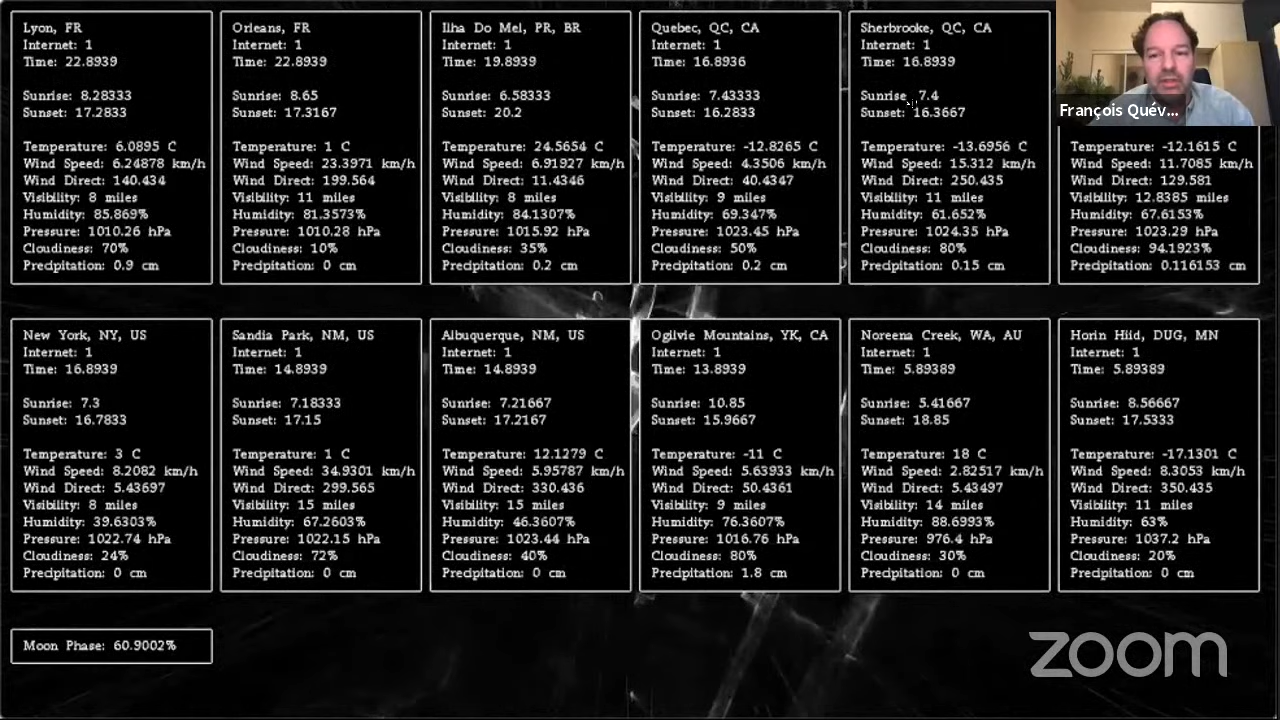 Lyon, FR
Internet: 1
Time: 22.8939
Sunrise: 8.28333
Sunset: 17.2833
Temperature: 6.0895 C
Wind Speed: 6.24878 km/h
Wind Direct: 140.434
Visibility: 8 miles
Humidity: 85.869%
Pressure: 1010.26 hPa
Cloudiness: 70%
Precipitation: 0.9 cm
Orleans, FR
Internet: 1
Time: 22.8939
Sunrise: 8.65
Sunset: 17.3167
Temperature: 1 C
Wind Speed: 23.3971 km/h
Wind Direct: 199.564
Visibility: 11 miles
Humidity: 81.3573%
Pressure: 1010.28 hPa
Cloudiness: 10%
Precipitation: 0 cm
Ilha Do Mel, PR, BR
Internet: 1
Time: 19.8939
Sunrise: 6.58333
Sunset: 20.2
Temperature: 24.5654 C
Wind Speed: 6.91927 km/h
Wind Direct: 11.4346
Visibility: 8 miles
Humidity: 84.1307%
Pressure: 1015.92 hPa
Cloudiness: 35%
Precipitation: 0.2 cm
Quebec, QC, CA
Internet: 1
Time: 16.8936
Sunrise: 7.43333
Sunset: 16.2833
Temperature: -12.8265 C
Wind Speed: 4.3506 km/h
Wind Direct: 40.4347
Visibility: 9 miles
Humidity: 69.347%
Pressure: 1023.45 hPa
Cloudiness: 50%
Precipitation: 0.2 cm
Sherbrooke, QC, CA
Internet: 1
Time: 16.8939
Sunrise 7.4
Sunset: 16.3667
Temperature: -13.6956 C
Wind Speed: 15.312 km/h
Wind Direct: 250.435
Visibility: 11 miles
Humidity: 61.652%
Pressure: 1024.35 hPa
Cloudiness: 80%
Precipitation: 0.15 cm
François Quév...
Temperature: -12.1615 C
Wind Speed: 11.7085 km/h
Wind Direct: 129.581
Visibility: 12.8385 miles
Humidity: 67.6153%
Pressure: 1023.29 hPa
Cloudiness: 94.1923%
Precipitation: 0.116153 cm
New York, NY, US
Internet: 1
Time: 16.8939
Sunrise: 7.3
Sunset: 16.7833
Temperature: 3 C
Wind Speed: 8.2082 km/h
Wind Direct: 5.43697
Visibility: 8 miles
Humidity: 39.6303%
Pressure: 1022.74 hPa
Cloudiness: 24%
Precipitation: 0 cm
Sandia Park, NM, US
Internet: 1
Time: 14.8939
Sunrise: 7.18333
Sunset: 17.15
Temperature: 1 C
Wind Speed: 34.9301 km/h
Wind Direct: 299.565
Visibility: 15 miles
Humidity: 67.2603%
Pressure: 1022.15 hPa
Cloudiness: 72%
Precipitation: 0 cm
Albuquerque, NM, US
Internet: 1
Time: 14.8939
Sunrise: 7.21667
Sunset: 17.2167
Temperature: 12.1279 C
Wind Speed: 5.95787 km/h
Wind Direct: 330.436
Visibility: 15 miles
Humidity: 46.3607%
Pressure: 1023.44 hPa
Cloudiness: 40%
Precipitation: 0 cm
Ogilvie Mountains, YK, CA
Internet: 1
Time: 13.8939
Sunrise: 10.85
Sunset: 15.9667
Temperature: -11 C
Wind Speed: 5.63933 km/h
Wind Direct: 50.4361
Visibility: 9 miles
Humidity: 76.3607%
Pressure: 1016.76 hPa
Cloudiness: 80%
Precipitation: 1.8 cm
Noreena Creek, WA, AU
Internet: 1
Time: 5.89389
Sunrise: 5.41667
Sunset: 18.85
Temperature: 18 C
Wind Speed: 2.82517 km/h
Wind Direct: 5.43497
Visibility: 14 miles
Humidity: 88.6993%
Pressure: 976.4 hPa
Cloudiness: 30%
Precipitation: 0 cm
Horin Hiid, DUG, MN
Internet: 1
Time: 5.89389
Sunrise: 8.56667
Sunset: 17.5333
Temperature: -17.1301 C
Wind Speed: 8.3053 km/h
Wind Direct: 350.435
Visibility: 11 miles
Humidity: 63%
Pressure: 1037.2 hPa
Cloudiness: 20%
Precipitation: 0 cm
Moon Phase: 60.9002%
zoom